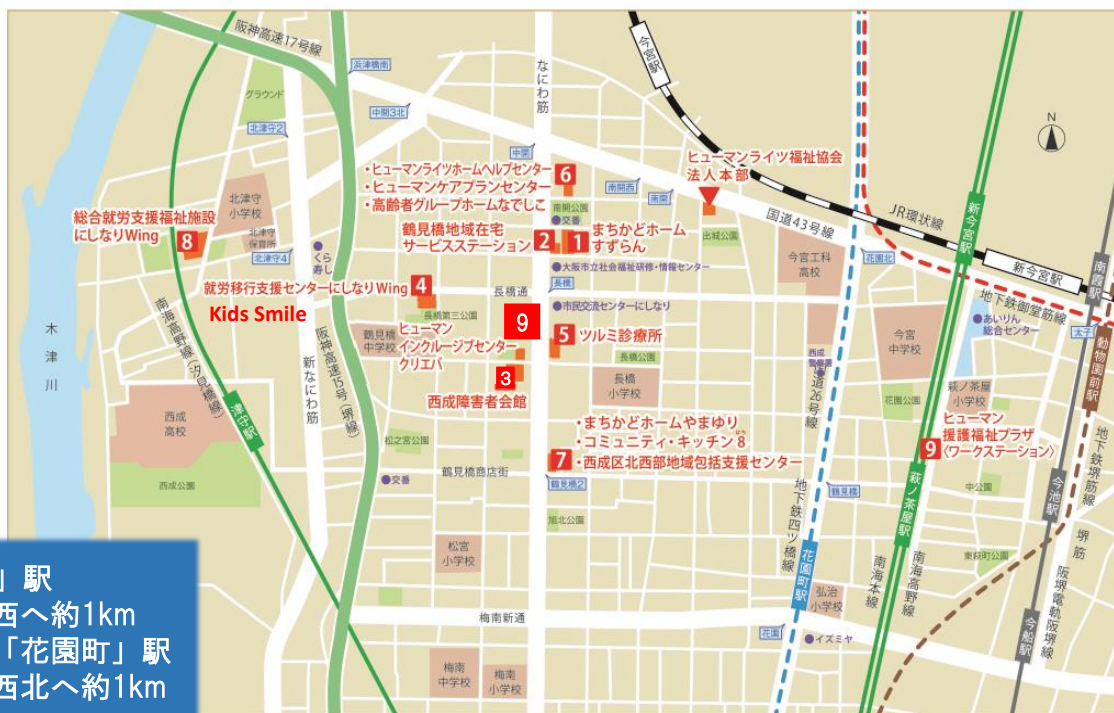 阪神高速17号線
浜津橋南
なにわ筋
今宮駅
グラウンド
中開3北
北津守2
中開
N
・ヒューマンライツホームヘルプセンター
・ヒューマンケアプランセンター
・高齢者グループホームなでしこ
6
南開西
南開
ヒューマンライツ福祉協会
法人本部
北津守
小学校
南開公園
交番
出城公園
国道43号線
JR環状線
新今宮駅
総合就労支援福祉施設
にしなりWing
8
北津守
保育所
北津守4
くら
寿し
鶴見橋地域在宅
サービスステーション
2
1
まちかどホーム
すずらん
今宮工科
高校
花園北
新今宮駅
南霞駅
大阪市立社会福祉研修・情報センター
就労移行支援センターにしなりWing
4
長橋通
長橋
地下鉄御堂筋線
Kids Smile
長橋第三公園
9
市民交流センターにしなり
あいりん
総合センター
太子
木津川
南海高野線(汐見橋線)
阪神高速15号(堺線)
鶴見橋
中学校
ヒューマン
インクルージブセンター
クリエバ
5
ツルミ診療所
今宮
中学校
動物園前駅
新なにわ筋
3
西成障害者会館
長橋公園
長橋
小学校
国道26号線
花園公園
萩ノ茶屋
小学校
西成
高校
津守駅
・まちかどホームやまゆり
・コミュニティ・キッチン8
・西成区北西部地域包括支援センター
7
ヒューマン
援護福祉プラザ
〈ワークステーション〉
9
松之宮公園
鶴見橋商店街
西成公園
交番
鶴見橋2
鶴見橋
萩ノ茶屋駅
中公園
今池駅
地下鉄堺筋線
旭北公園
地下鉄四ツ橋線
松宮
小学校
東萩町公園
堺筋
花園町駅
南海本線
南海高野線
阪堺電軌阪堺線
弘治
小学校
梅南新通
花園
イズミヤ
今船駅
梅南
中学校
梅南
小学校
」駅
西へ約1km
「花園町」駅
西北へ約1km